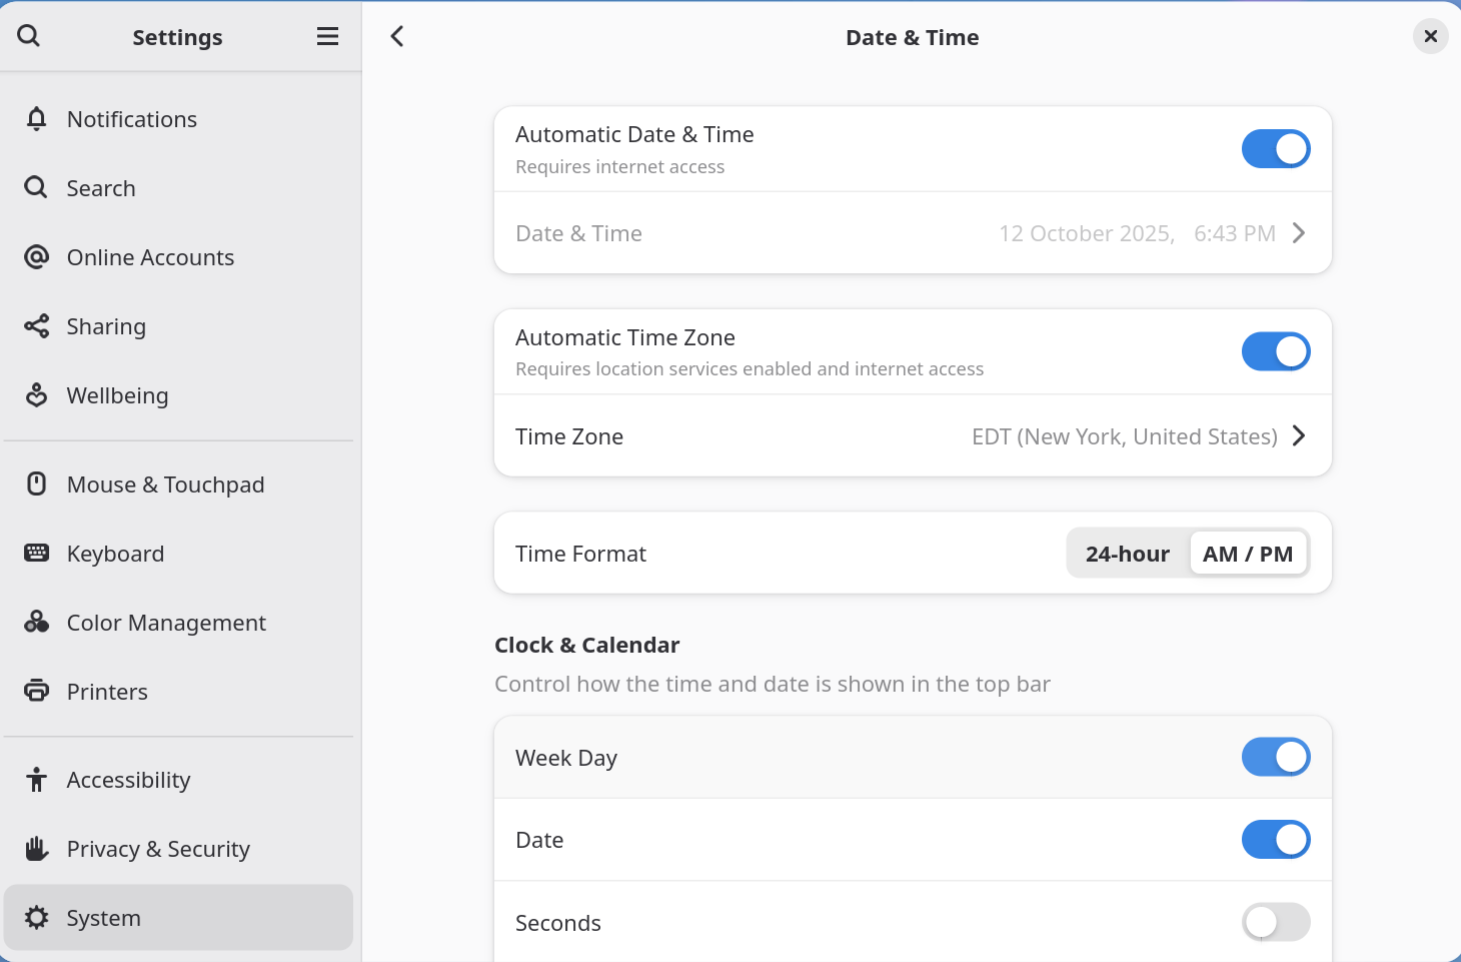 Settings
Notifications
Search
Online Accounts
Sharing
Wellbeing
Mouse & Touchpad
Keyboard
Color Management
Printers
Accessibility
Privacy & Security
System
Date & Time
Automatic Date & Time
Requires internet access
Date & Time 12 October 2025, 6:43 PM
Automatic Time Zone
Requires location services enabled and internet access
Time Zone EDT (New York, United States)
Time Format 24-hour AM / PM
Clock & Calendar
Control how the time and date is shown in the top bar
Week Day
Date
Seconds